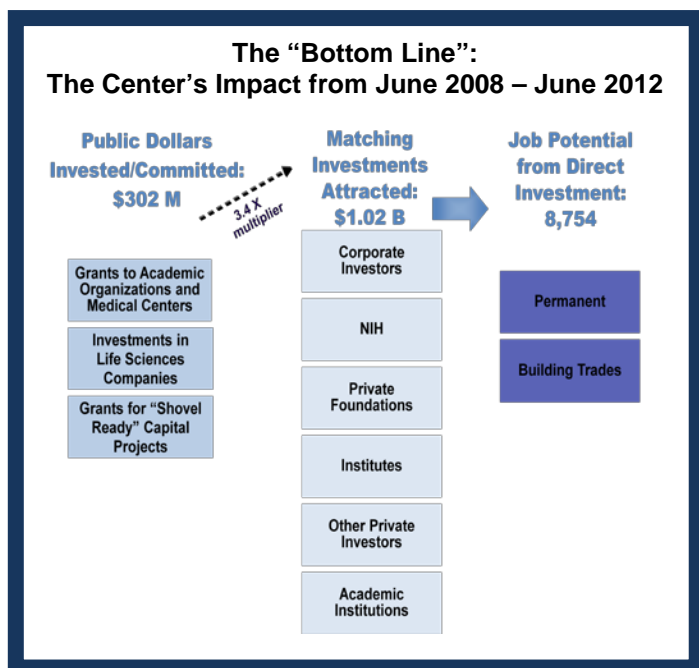 The “Bottom Line”:
The Center’s Impact from June 2008 – June 2012
Public Dollars
Invested/Committed:
$302 M
3.4 X
multiplier
Matching
Investments
Attracted:
$1.02 B
Job Potential
from Direct
Investment:
8,754
Grants to Academic
Organizations and
Medical Centers
Investments in
Life Sciences
Companies
Grants for “Shovel
Ready” Capital
Projects
Corporate
Investors
NIH
Private
Foundations
Institutes
Other Private
Investors
Academic
Institutions
Permanent
Building Trades